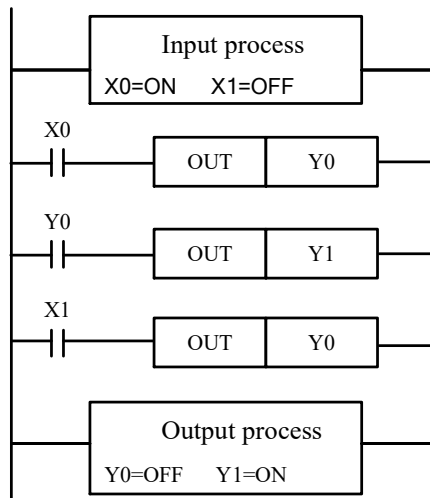 Input process
X0=ON X1=OFF
X0
OUT Y0
Y0
OUT Y1
X1
OUT Y0
Output process
Y0=OFF Y1=ON